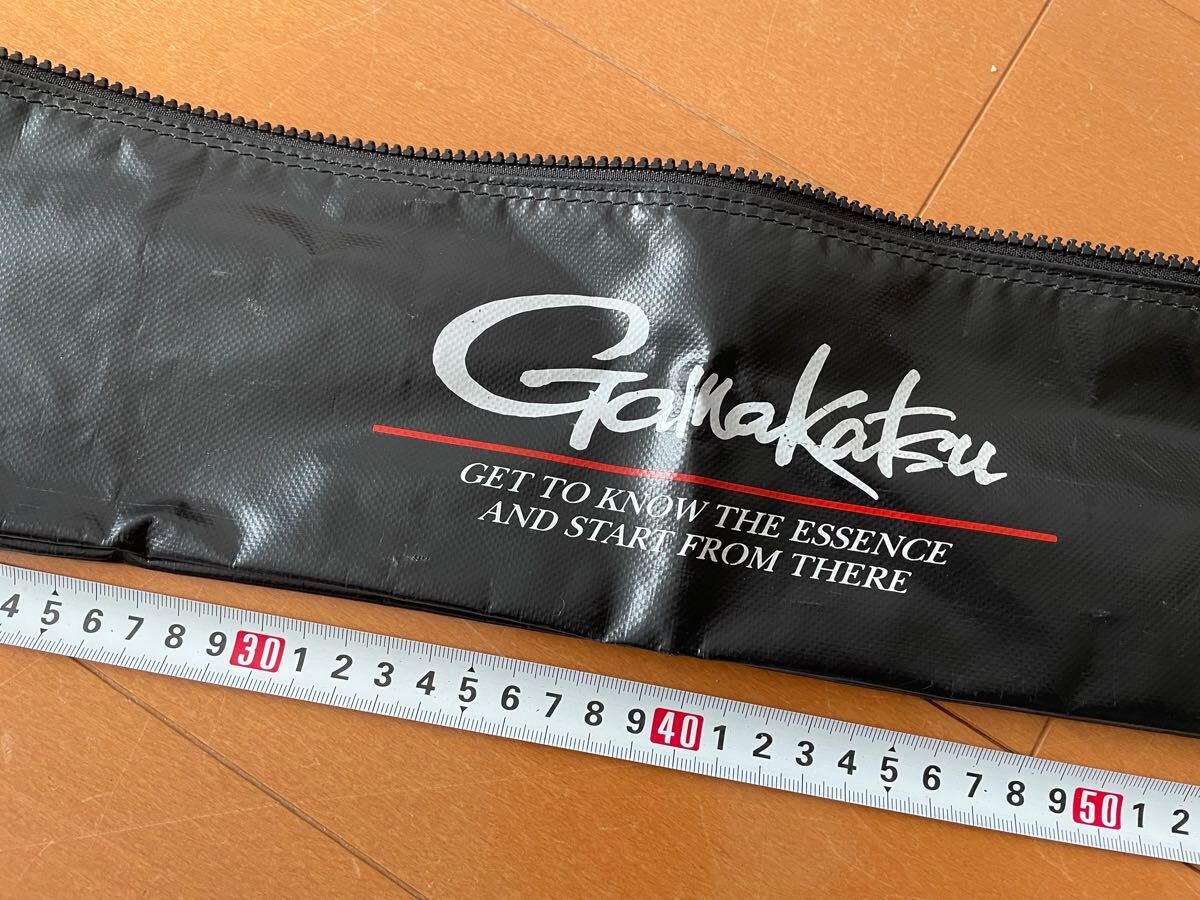 Gamakatsu
GET TO KNOW THE ESSENCE
AND START FROM THERE
4 5 6 7 8 9 30 1 2 3 4 5 6 7 8 9 40 1 2 3 4 5 6 7 8 9 50 1 2